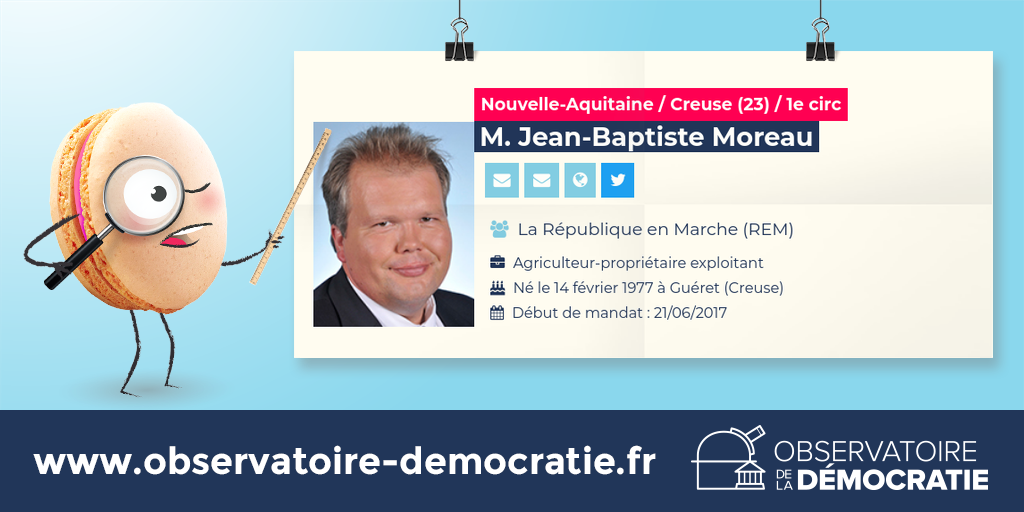 Nouvelle-Aquitaine / Creuse (23) / 1e circ
M. Jean-Baptiste Moreau
La République en Marche (REM)
Agriculteur-propriétaire exploitant
Né le 14 février 1977 à Guéret (Creuse)
Début de mandat : 21/06/2017
www.observatoire-democratie.fr
OBSERVATOIRE
DE LA DÉMOCRATIE